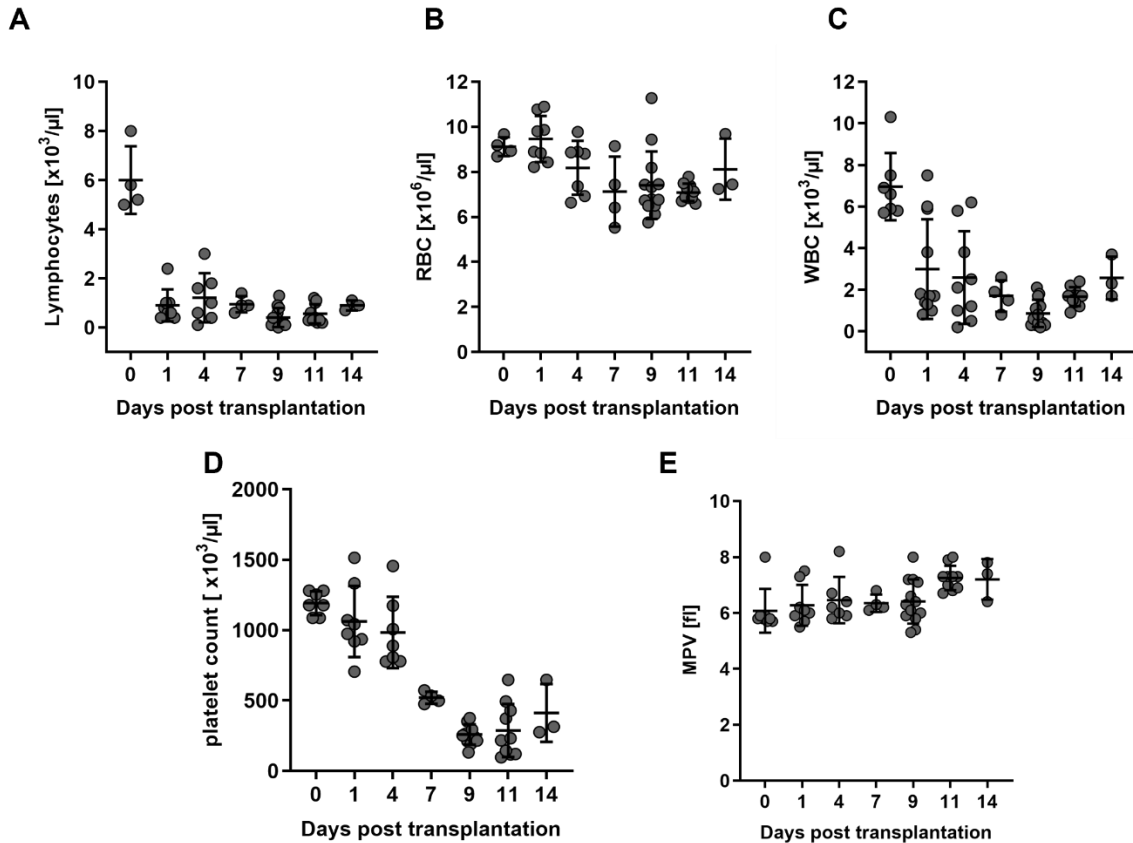 A
Lymphocytes [x10³/µl]
10
8
6
4
2
0
0 1 4 7 9 11 14
Days post transplantation
B
RBC [x10⁶/µl]
12
10
8
6
4
2
0
0 1 4 7 9 11 14
Days post transplantation
C
WBC [x10³/µl]
12
10
8
6
4
2
0
0 1 4 7 9 11 14
Days post transplantation
D
platelet count [ x10³/µl]
2000
1500
1000
500
0
0 1 4 7 9 11 14
Days post transplantation
E
MPV [fl]
10
8
6
4
2
0
0 1 4 7 9 11 14
Days post transplantation